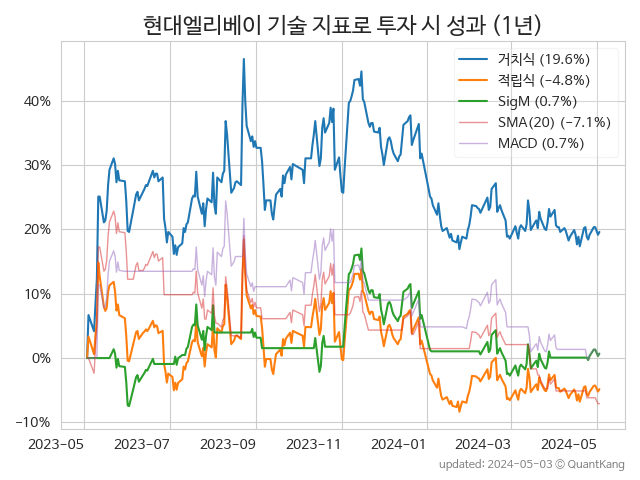 현대엘리베이 기술 지표로 투자 시 성과 (1년)
거치식 (19.6%)
적립식 (−4.8%)
SigM (0.7%)
SMA(20) (−7.1%)
MACD (0.7%)
40%
30%
20%
10%
0%
−10%
2023-05 2023-07 2023-09 2023-11 2024-01 2024-03 2024-05
updated: 2024-05-03 © QuantKang